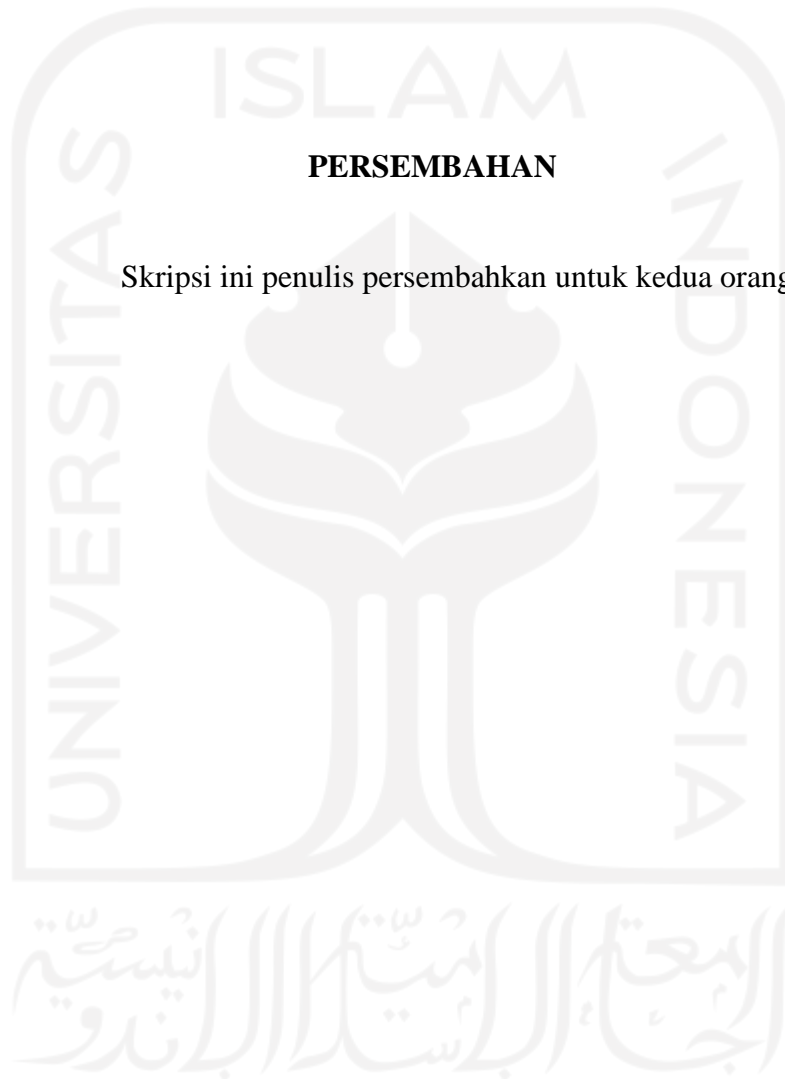 ISLAM
UNIVERSITAS
INDONESIA
PERSEMBAHAN
Skripsi ini penulis persembahkan untuk kedua orang